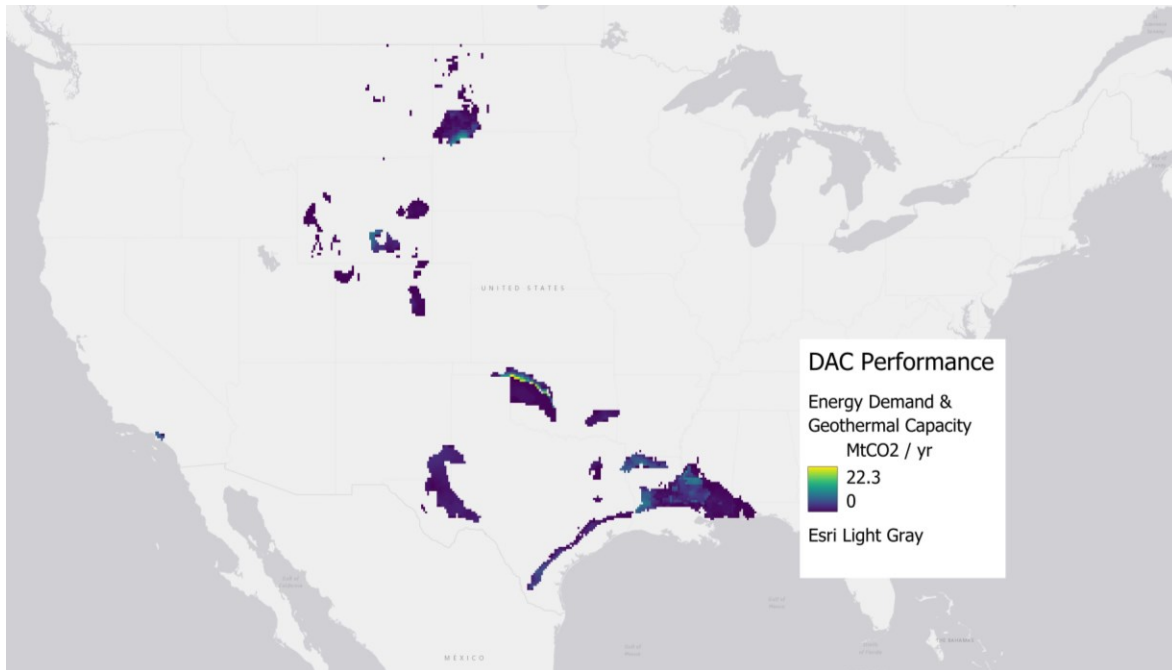 UNITED STATES
DAC Performance
Energy Demand &
Geothermal Capacity
MtCO2 / yr
22.3
0
Esri Light Gray
MÉXICO